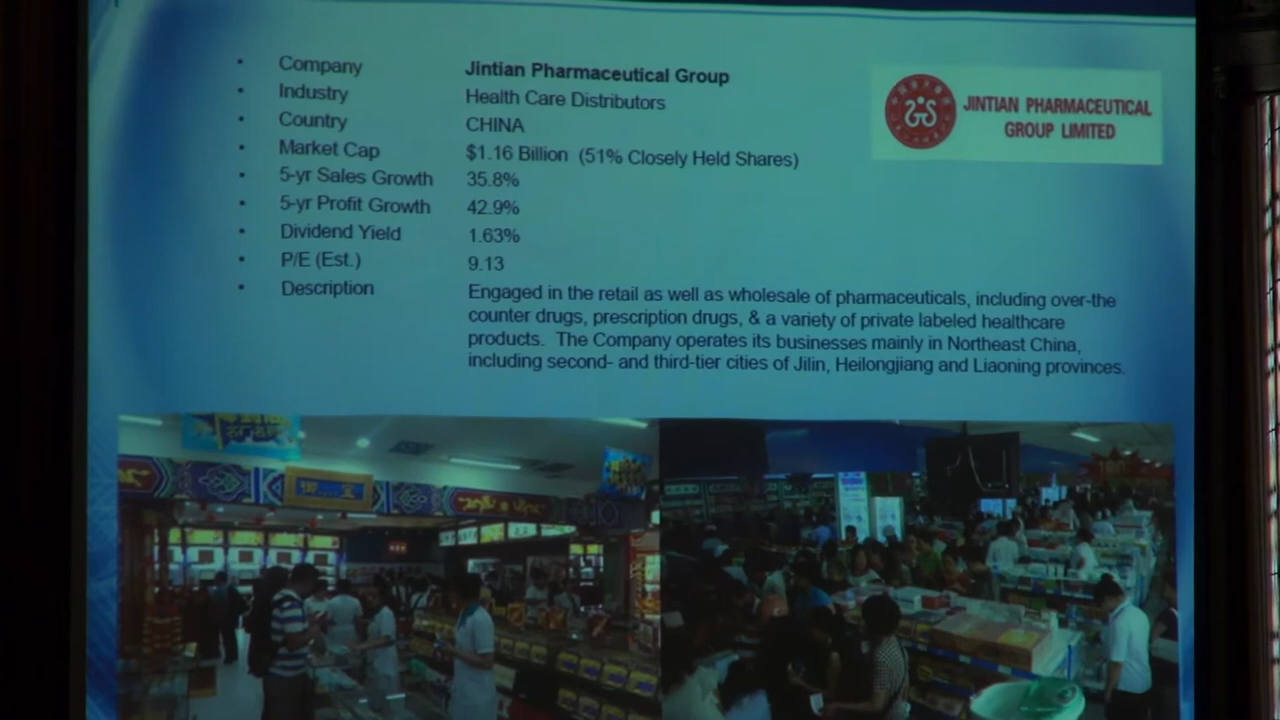 • Company Jintian Pharmaceutical Group
• Industry Health Care Distributors
• Country CHINA
• Market Cap $1.16 Billion (51% Closely Held Shares)
• 5-yr Sales Growth 35.8%
• 5-yr Profit Growth 42.9%
• Dividend Yield 1.63%
• P/E (Est.) 9.13
• Description Engaged in the retail as well as wholesale of pharmaceuticals, including over-the
counter drugs, prescription drugs, & a variety of private labeled healthcare
products. The Company operates its businesses mainly in Northeast China,
including second- and third-tier cities of Jilin, Heilongjiang and Liaoning provinces.
JINTIAN PHARMACEUTICAL
GROUP LIMITED